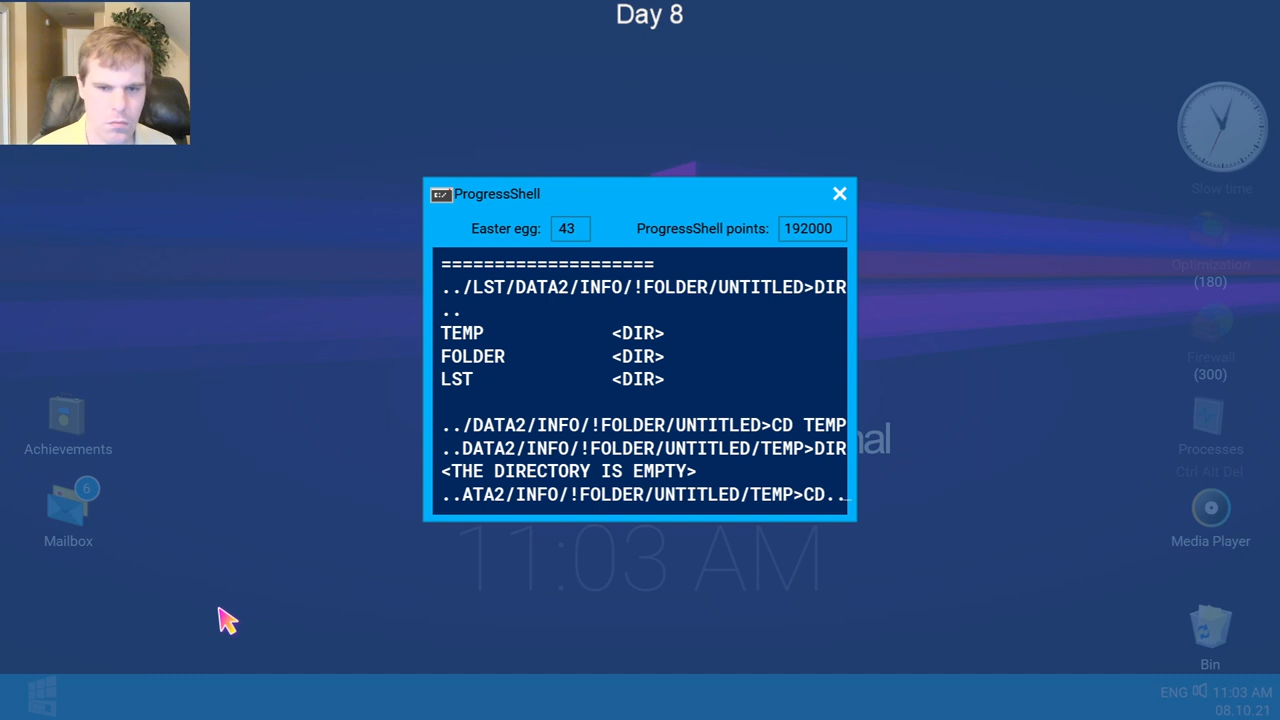 Day 8
ProgressShell
Easter egg: 43 ProgressShell points: 192000
====================
../LST/DATA2/INFO/!FOLDER/UNTITLED>DIR
..
TEMP <DIR>
FOLDER <DIR>
LST <DIR>
../DATA2/INFO/!FOLDER/UNTITLED>CD TEMP
..DATA2/INFO/!FOLDER/UNTITLED/TEMP>DIR
<THE DIRECTORY IS EMPTY>
..ATA2/INFO/!FOLDER/UNTITLED/TEMP>CD.._
nal
11:03 AM
Achievements
6
Mailbox
Slow time
Optimization
(180)
Firewall
(300)
Processes
Ctrl Alt Del
Media Player
Bin
ENG 11:03 AM
08.10.21